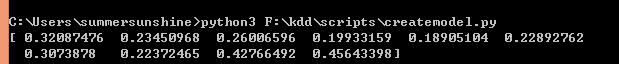 C:\Users\summersunshine>python3 F:\kdd\scripts\createmodel.py
[ 0.32087476  0.23450968  0.26006596  0.19933159  0.18905104  0.22892762
  0.3073878   0.22372465  0.42766492  0.45643398]